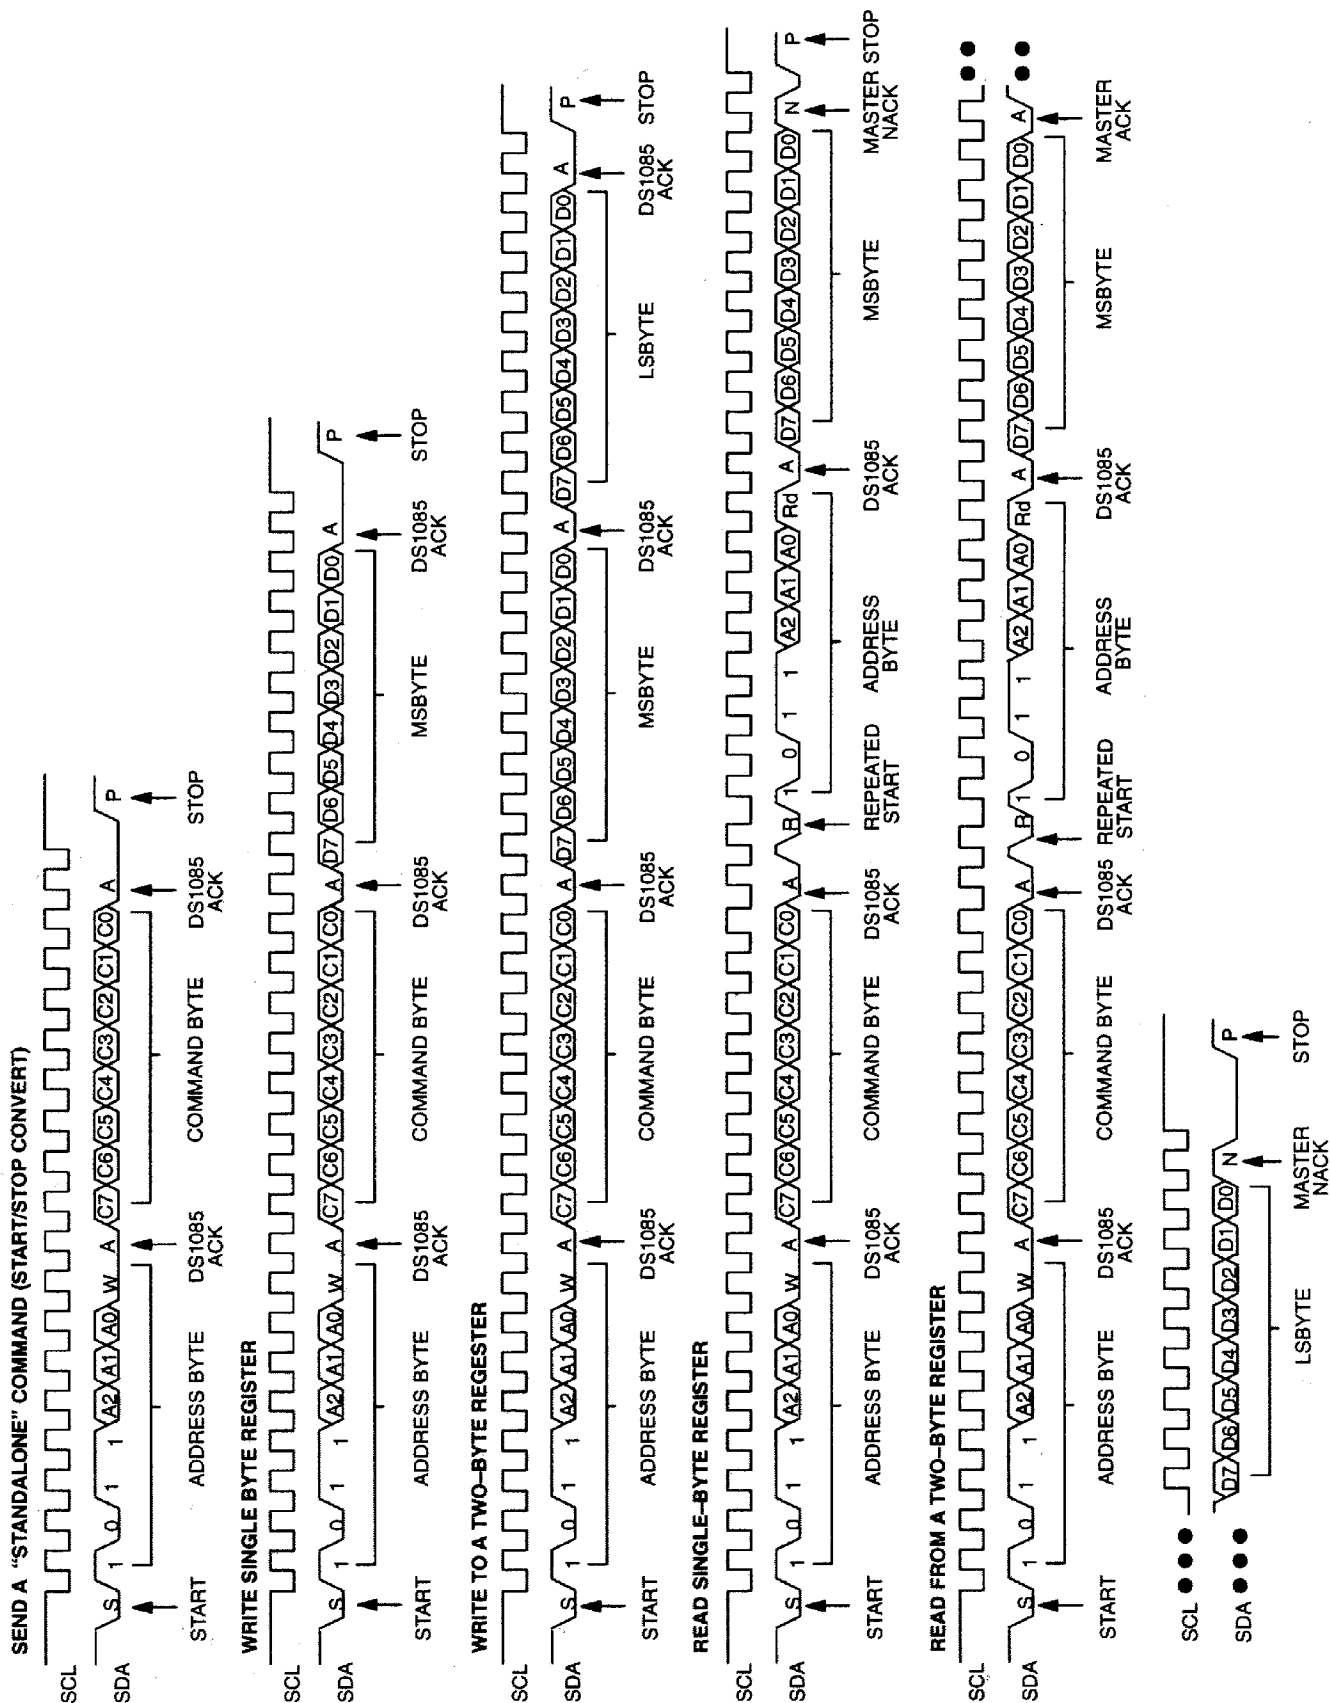 SEND A "STANDALONE" COMMAND (START/STOP CONVERT)
SCL
SDA S 1 0 1 1 A2 A1 A0 W A C7 C6 C5 C4 C3 C2 C1 C0 A P
START ADDRESS BYTE DS1085 COMMAND BYTE DS1085 STOP
ACK ACK
WRITE SINGLE BYTE REGISTER
SCL
SDA S 1 0 1 1 A2 A1 A0 W A C7 C6 C5 C4 C3 C2 C1 C0 A D7 D6 D5 D4 D3 D2 D1 D0 A P
START ADDRESS BYTE DS1085 COMMAND BYTE DS1085 MSBYTE DS1085 STOP
ACK ACK ACK
WRITE TO A TWO–BYTE REGESTER
SCL
SDA S 1 0 1 1 A2 A1 A0 W A C7 C6 C5 C4 C3 C2 C1 C0 A D7 D6 D5 D4 D3 D2 D1 D0 A D7 D6 D5 D4 D3 D2 D1 D0 A P
START ADDRESS BYTE DS1085 COMMAND BYTE DS1085 MSBYTE DS1085 LSBYTE DS1085 STOP
ACK ACK ACK ACK
READ SINGLE–BYTE REGISTER
SCL
SDA S 1 0 1 1 A2 A1 A0 W A C7 C6 C5 C4 C3 C2 C1 C0 A R 1 0 1 1 A2 A1 A0 Rd A D7 D6 D5 D4 D3 D2 D1 D0 N P
START ADDRESS BYTE DS1085 COMMAND BYTE DS1085 REPEATED ADDRESS DS1085 MSBYTE MASTER STOP
ACK ACK START BYTE ACK NACK
READ FROM A TWO–BYTE REGISTER
SCL
SDA S 1 0 1 1 A2 A1 A0 W A C7 C6 C5 C4 C3 C2 C1 C0 A R 1 0 1 1 A2 A1 A0 Rd A D7 D6 D5 D4 D3 D2 D1 D0 A
START ADDRESS BYTE DS1085 COMMAND BYTE DS1085 REPEATED ADDRESS DS1085 MSBYTE MASTER
ACK ACK START BYTE ACK ACK
SCL
SDA D7 D6 D5 D4 D3 D2 D1 D0 N P
LSBYTE MASTER STOP
NACK